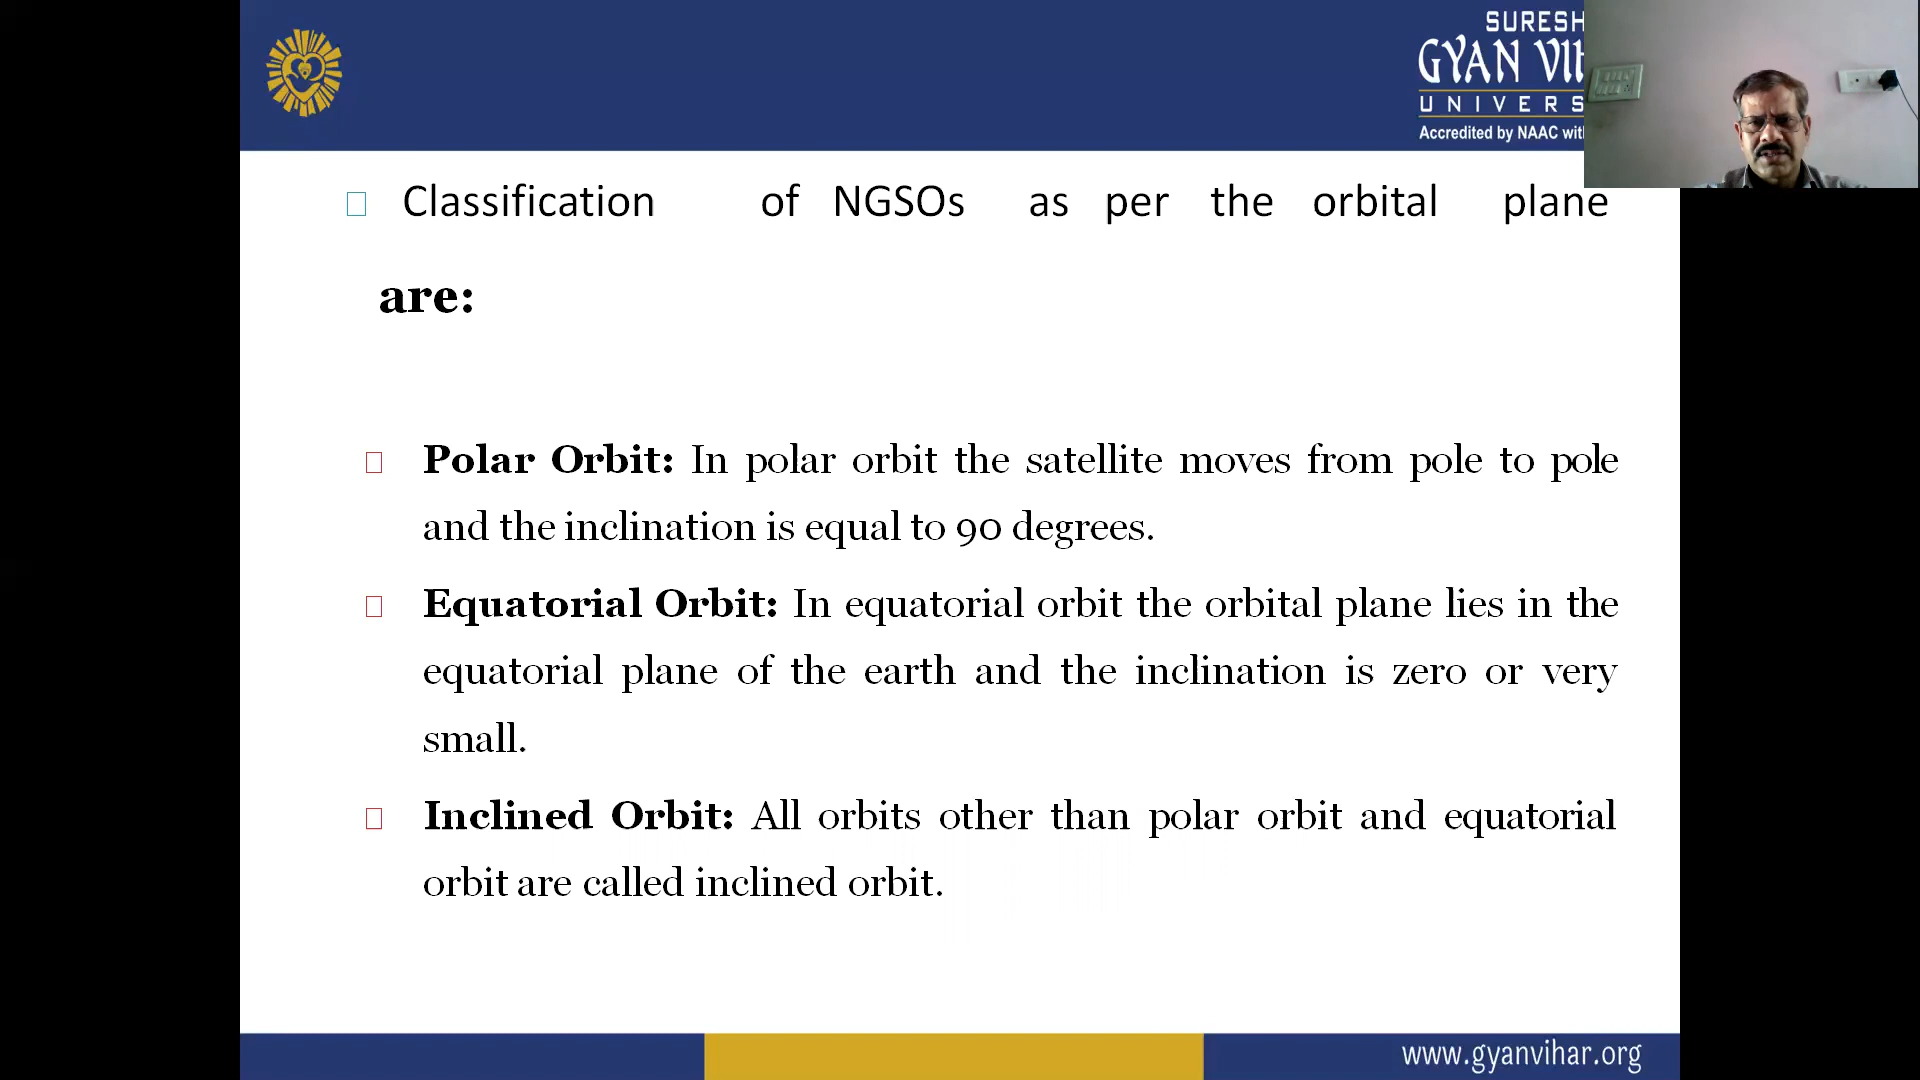 SURESH
GYAN
UNIVERS
Accredited by NAAC
Classification of NGSOs as per the orbital plane
are:
Polar Orbit: In polar orbit the satellite moves from pole to pole
and the inclination is equal to 90 degrees.
Equatorial Orbit: In equatorial orbit the orbital plane lies in the
equatorial plane of the earth and the inclination is zero or very
small.
Inclined Orbit: All orbits other than polar orbit and equatorial
orbit are called inclined orbit.
www.gyanvihar.org